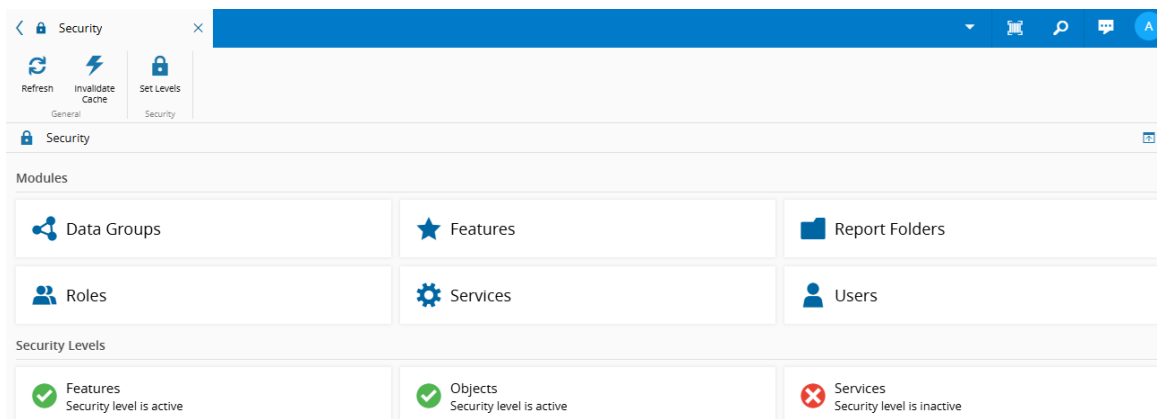 Security
A
Refresh
Invalidate
Cache
Set Levels
General
Security
Security
Modules
Data Groups
Features
Report Folders
Roles
Services
Users
Security Levels
Features
Security level is active
Objects
Security level is active
Services
Security level is inactive